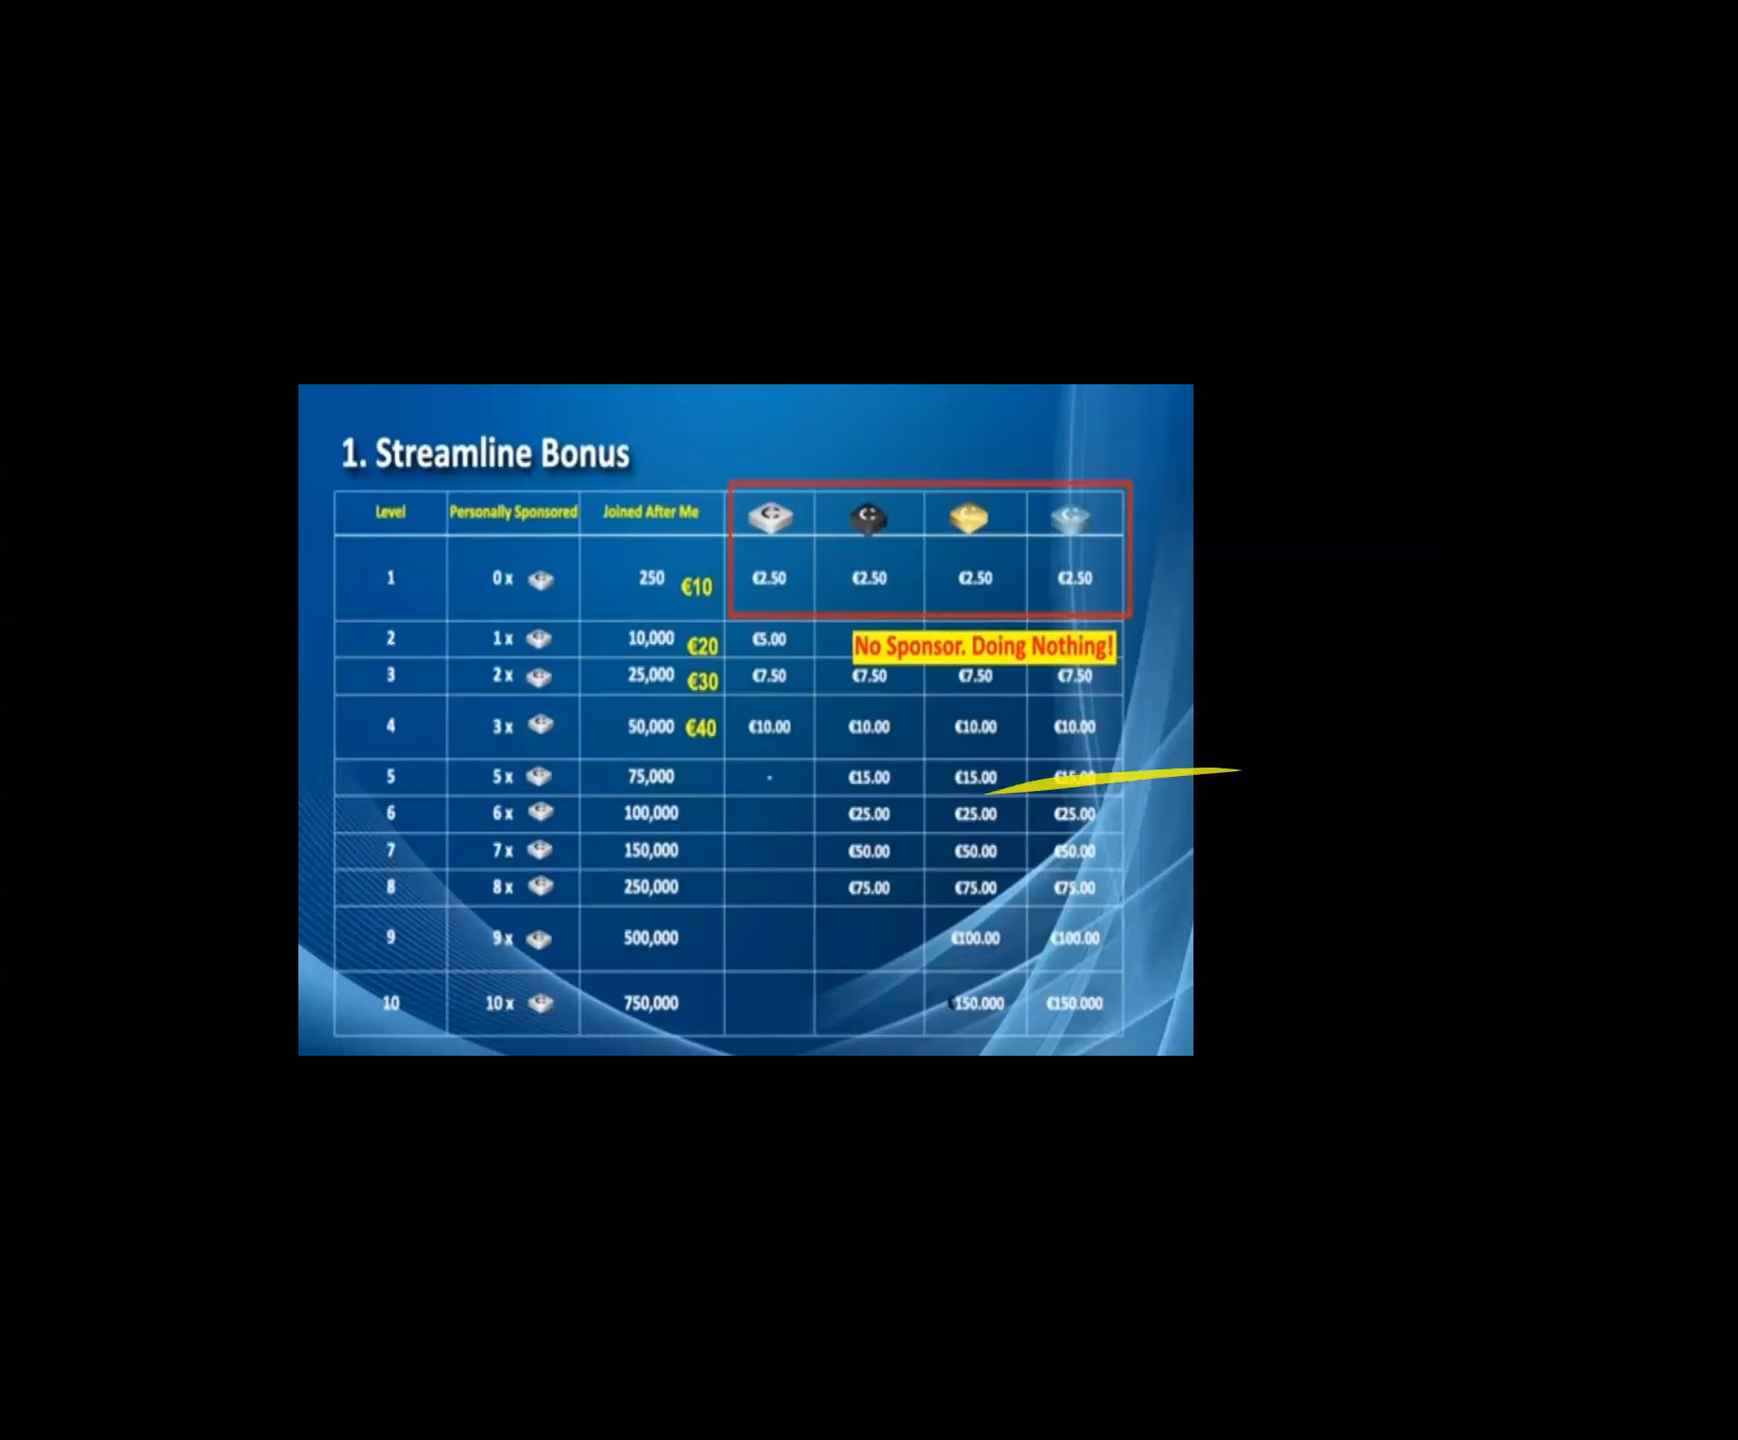 1. Streamline Bonus
Level Personally Sponsored Joined After Me
1 0 x 250 €10 €2.50 €2.50 €2.50 €2.50
2 1 x 10,000 €20 €5.00 No Sponsor. Doing Nothing!
3 2 x 25,000 €30 €7.50 €7.50 €7.50 €7.50
4 3 x 50,000 €40 €10.00 €10.00 €10.00 €10.00
5 5 x 75,000 - €15.00 €15.00 €15.00
6 6 x 100,000 €25.00 €25.00 €25.00
7 7 x 150,000 €50.00 €50.00 €50.00
8 8 x 250,000 €75.00 €75.00 €75.00
9 9 x 500,000 €100.00 €100.00
10 10 x 750,000 €150.000 €150.000